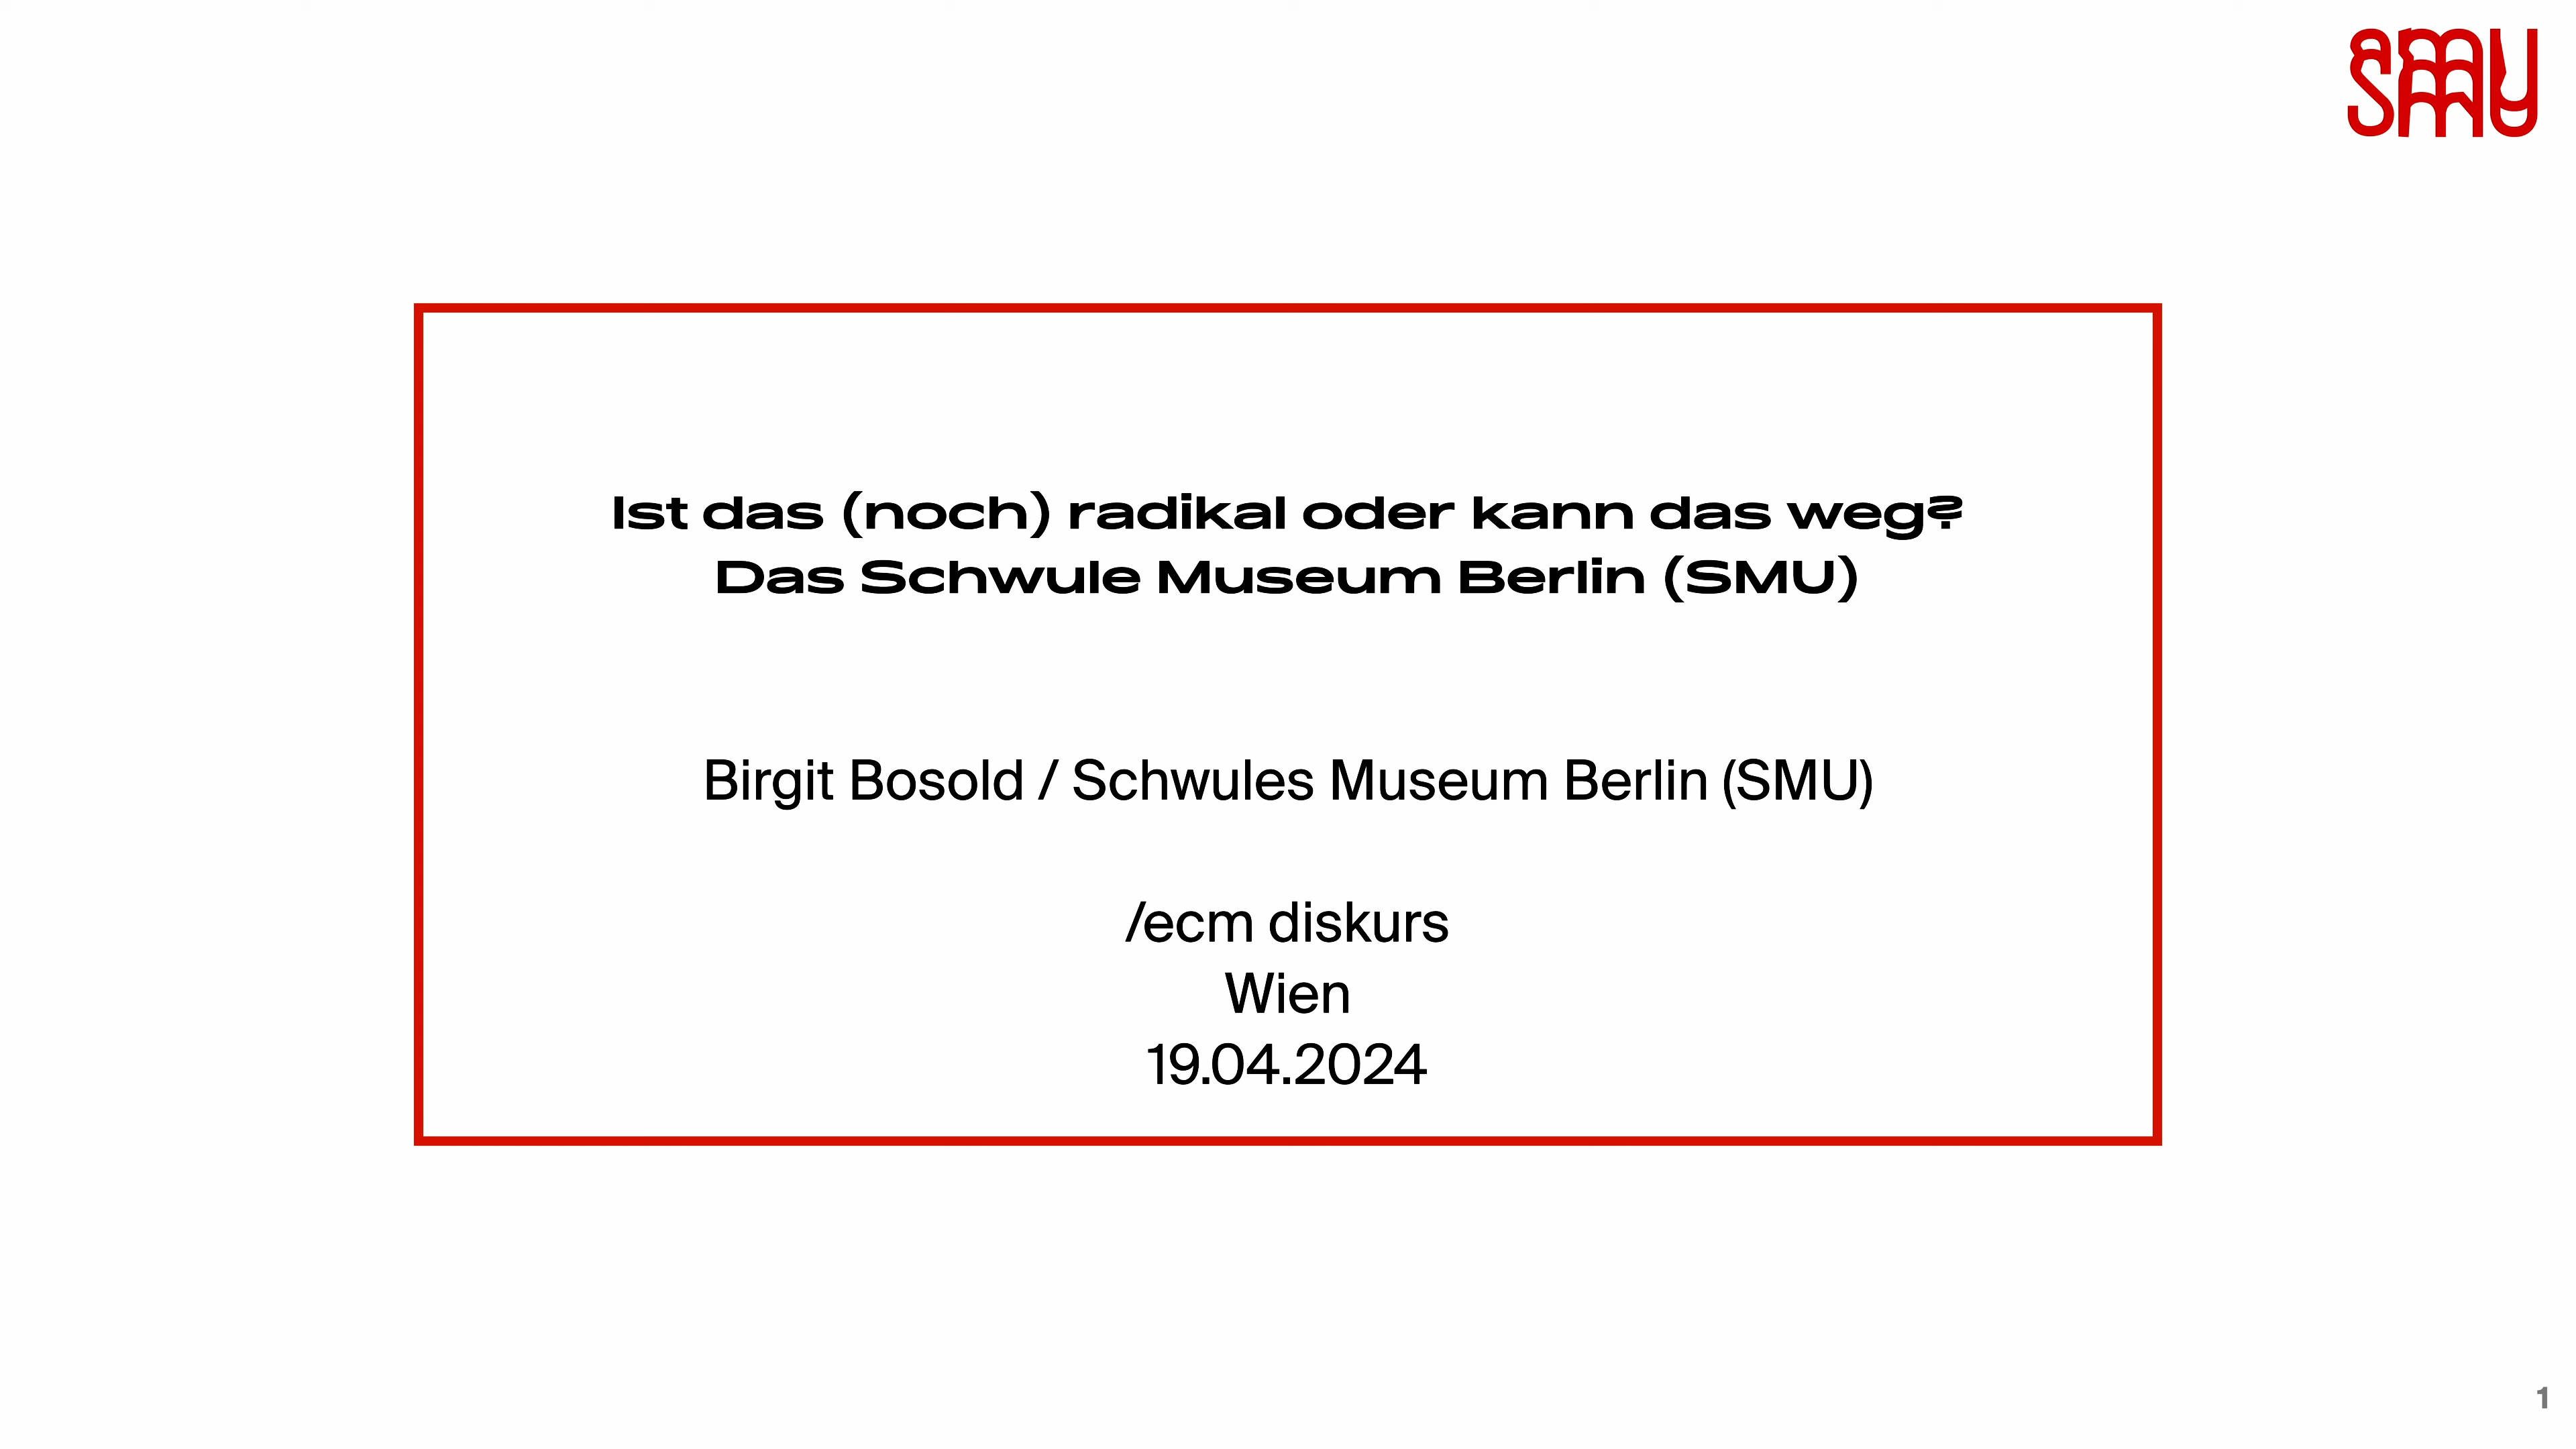 SMU
Ist das (noch) radikal oder kann das weg?
Das Schwule Museum Berlin (SMU)
Birgit Bosold / Schwules Museum Berlin (SMU)
/ecm diskurs
Wien
19.04.2024
1